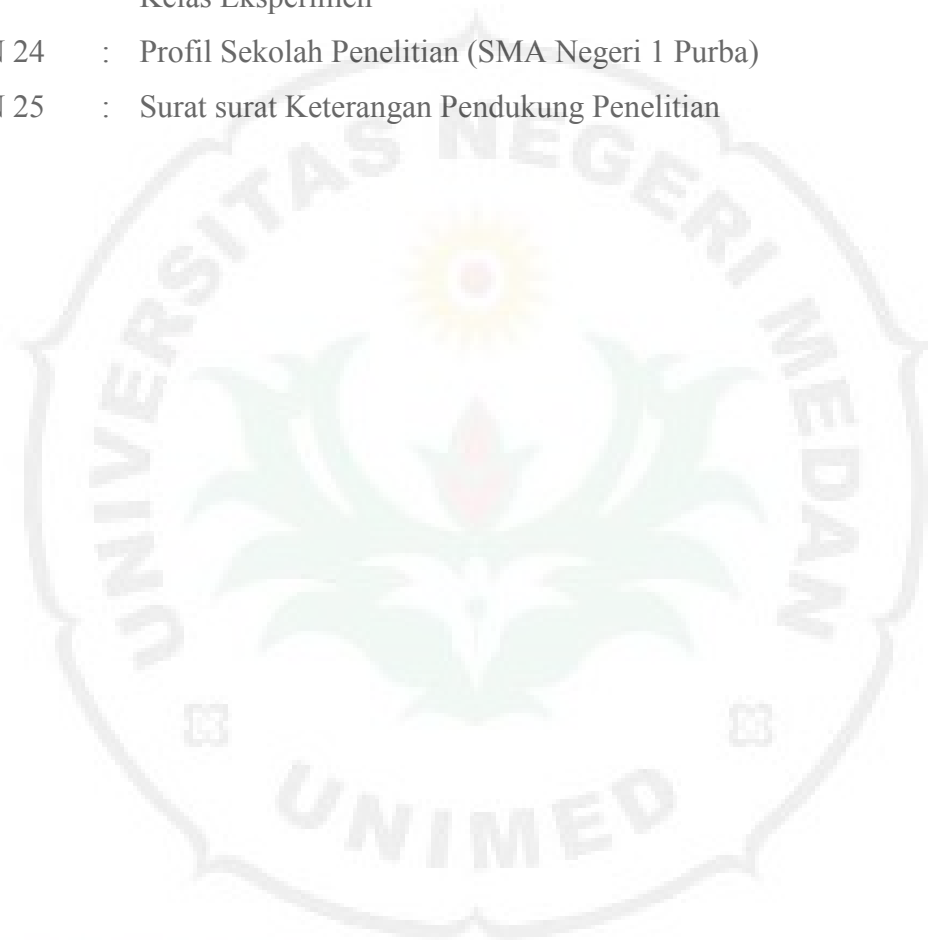 Kelas Eksperimen
N 24 : Profil Sekolah Penelitian (SMA Negeri 1 Purba)
N 25 : Surat surat Keterangan Pendukung Penelitian
UNIVERSITAS NEGERI MEDAN
UNIMED